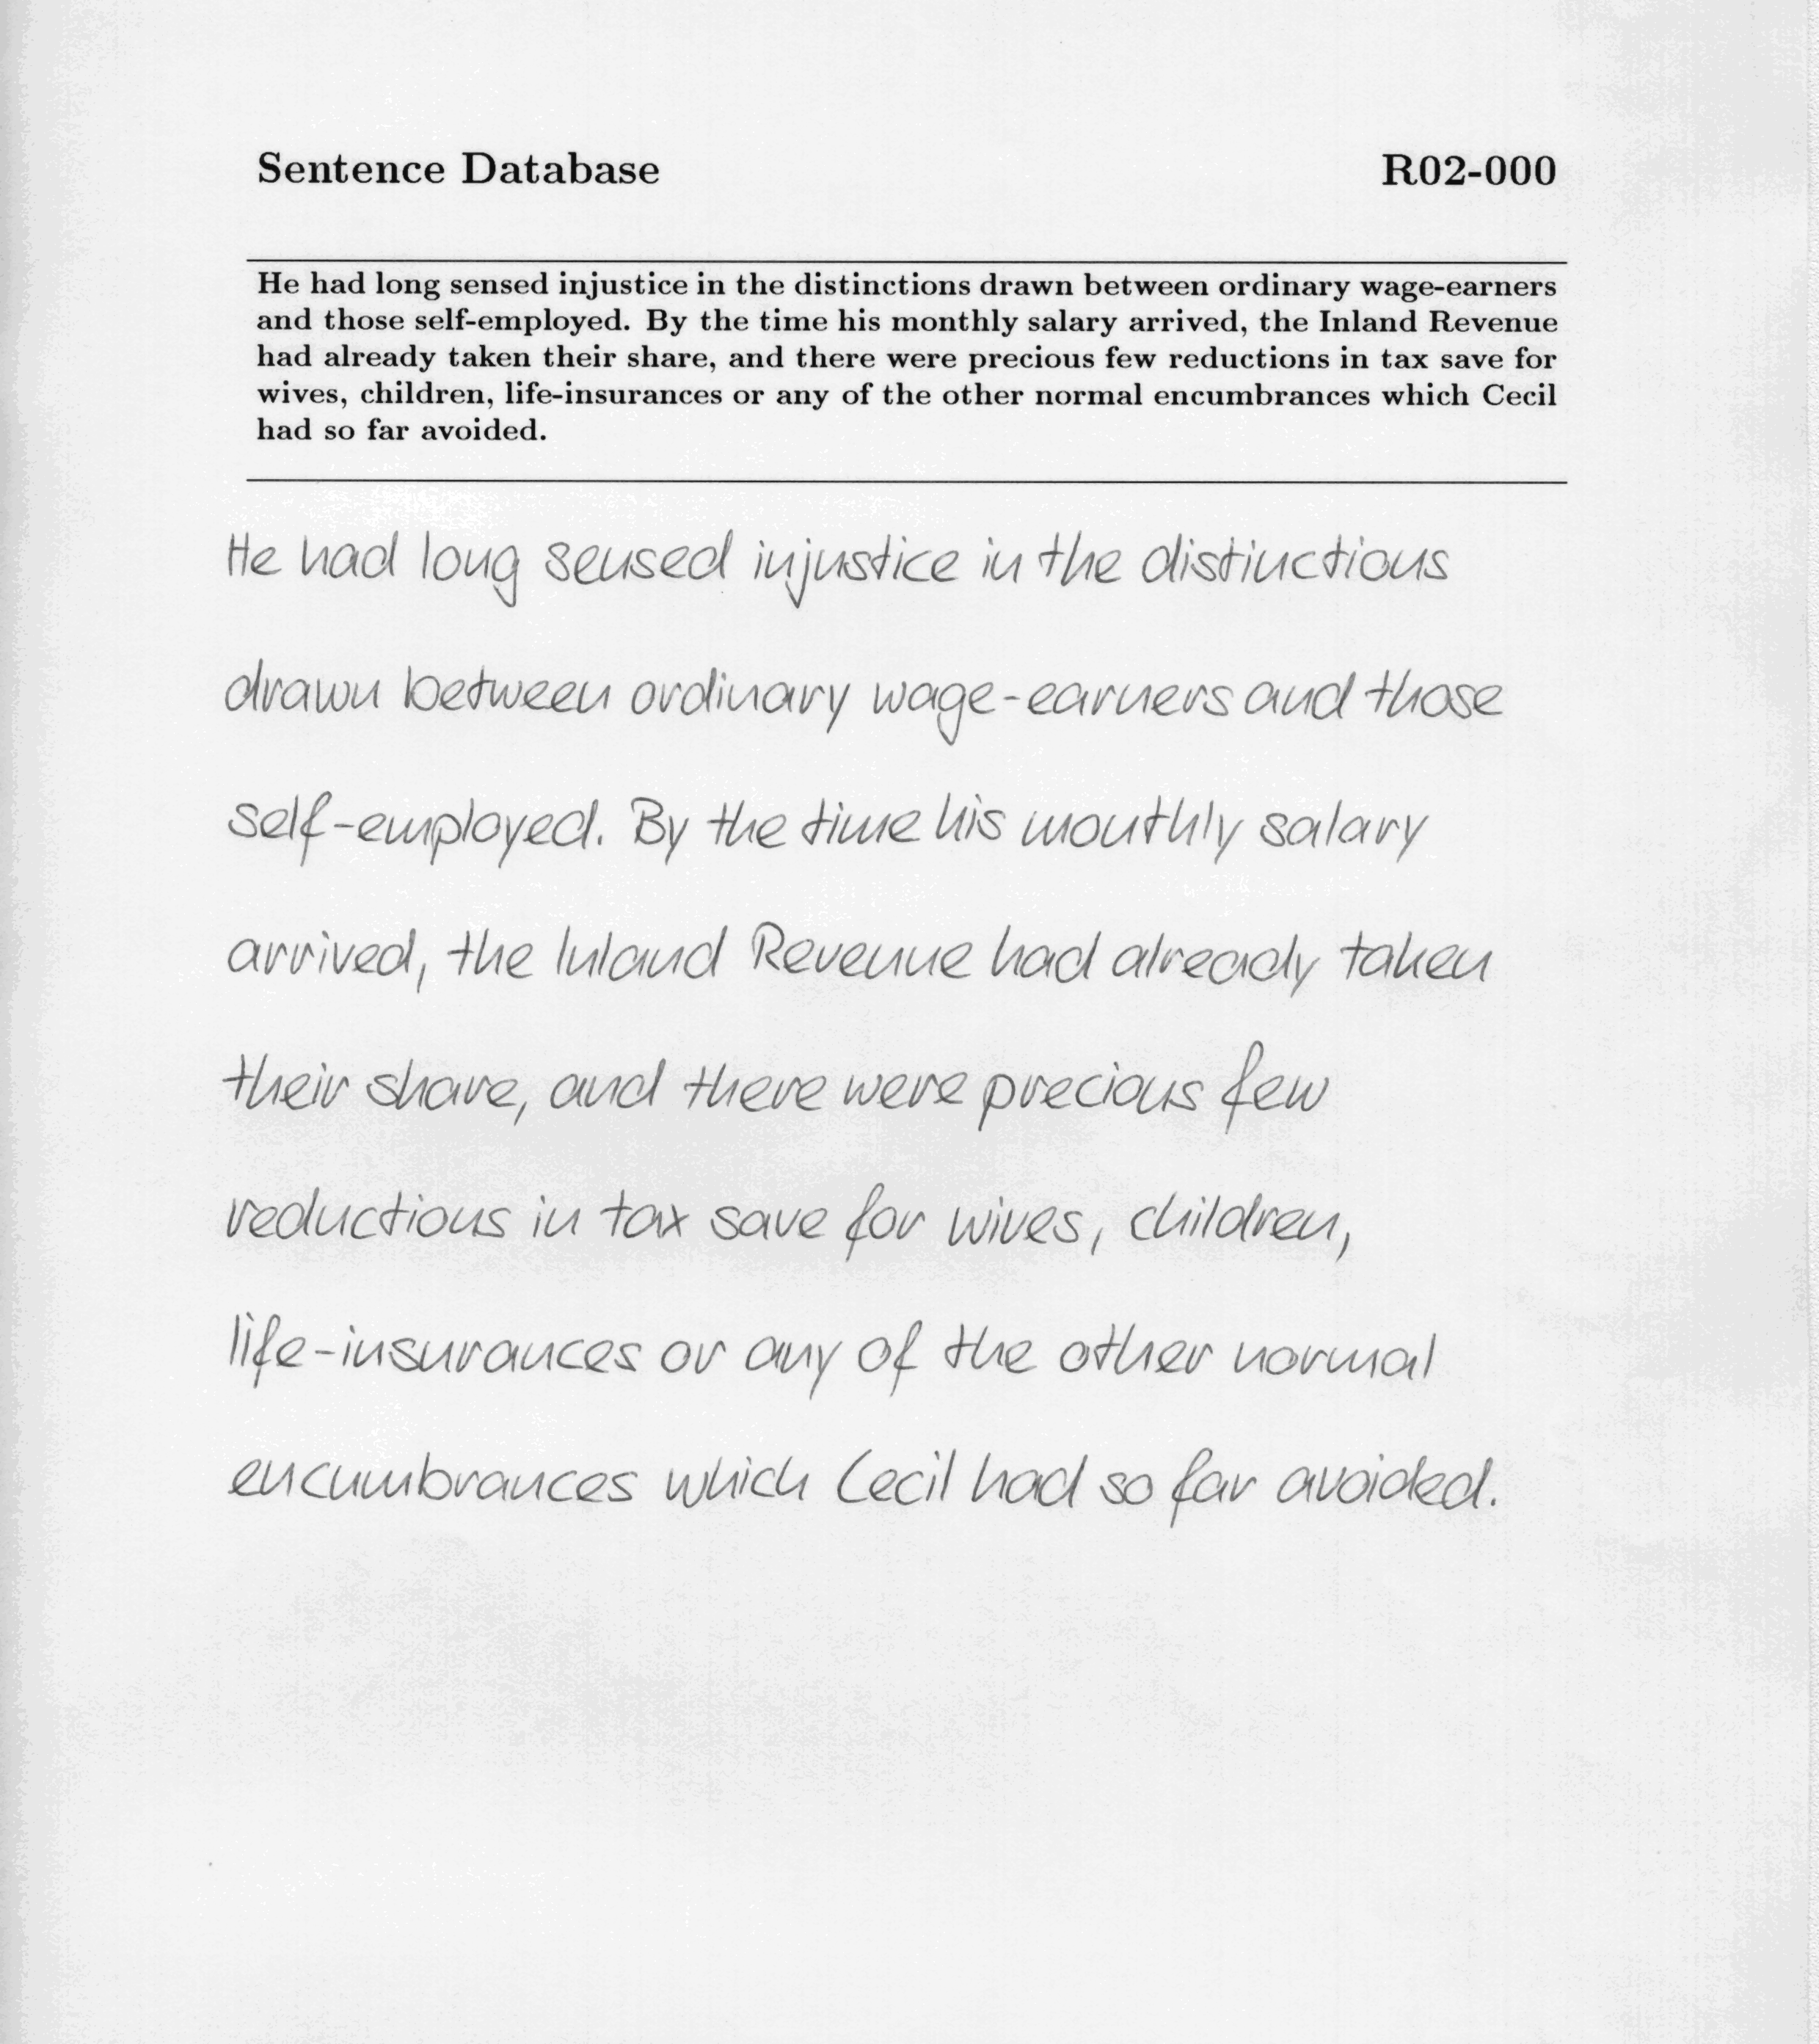 Sentence Database R02-000
He had long sensed injustice in the distinctions drawn between ordinary wage-earners
and those self-employed. By the time his monthly salary arrived, the Inland Revenue
had already taken their share, and there were precious few reductions in tax save for
wives, children, life-insurances or any of the other normal encumbrances which Cecil
had so far avoided.
He had long sensed injustice in the distinctions
drawn between ordinary wage-earners and those
self-employed. By the time his monthly salary
arrived, the Inland Revenue had already taken
their share, and there were precious few
reductions in tax save for wives, children,
life-insurances or any of the other normal
encumbrances which Cecil had so far avoided.